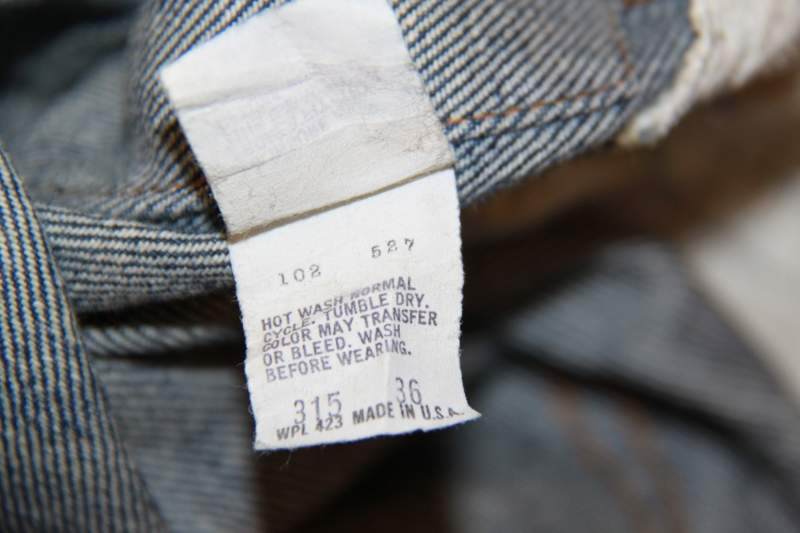 102 527
HOT WASH NORMAL
CYCLE. TUMBLE DRY.
COLOR MAY TRANSFER
OR BLEED. WASH
BEFORE WEARING.
315 36
WPL 423 MADE IN U.S.A.